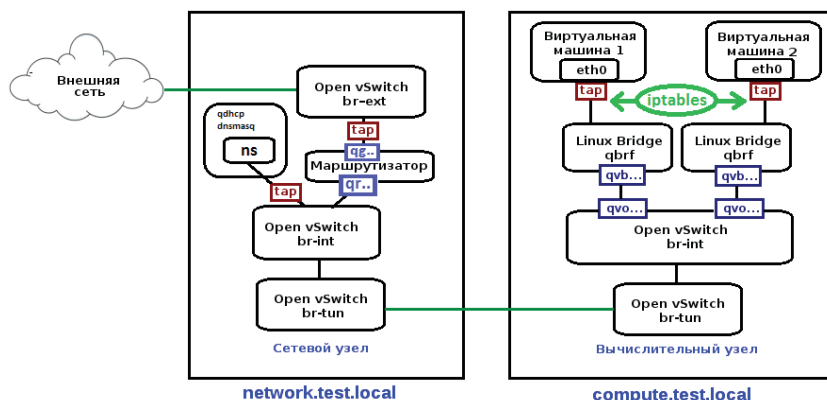 Внешняя
сеть
Open vSwitch
br-ext
qdhcp
dnsmasq
ns
tap
qg..
Маршрутизатор
qr..
tap
Open vSwitch
br-int
Open vSwitch
br-tun
Сетевой узел
network.test.local
Виртуальная
машина 1
eth0
tap
iptables
Виртуальная
машина 2
eth0
tap
Linux Bridge
qbrf
qvb...
qvo...
Linux Bridge
qbrf
qvb...
qvo...
Open vSwitch
br-int
Open vSwitch
br-tun
Вычислительный узел
compute.test.local